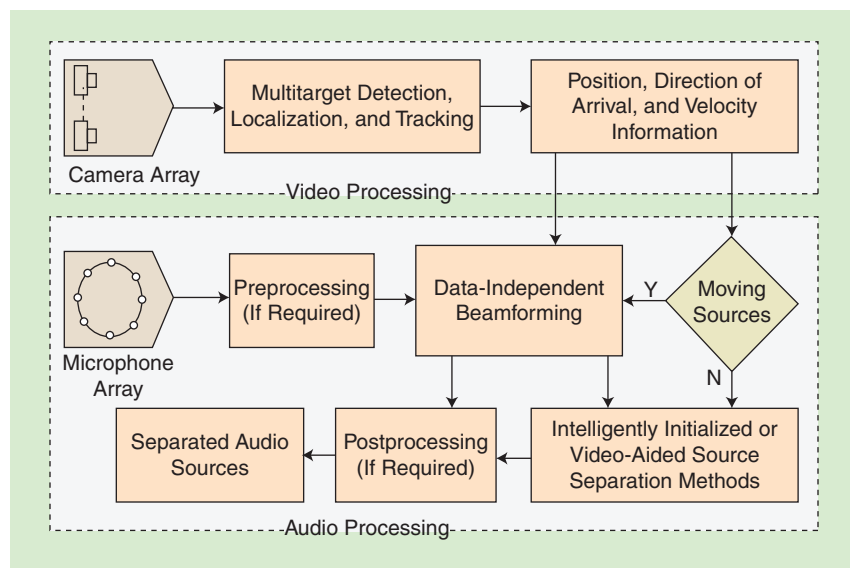 Multitarget Detection,
Localization, and Tracking
Position, Direction of
Arrival, and Velocity
Information
Camera Array
Video Processing
Preprocessing
(If Required)
Data-Independent
Beamforming
Y
Moving
Sources
Microphone
Array
N
Separated Audio
Sources
Postprocessing
(If Required)
Intelligently Initialized or
Video-Aided Source
Separation Methods
Audio Processing